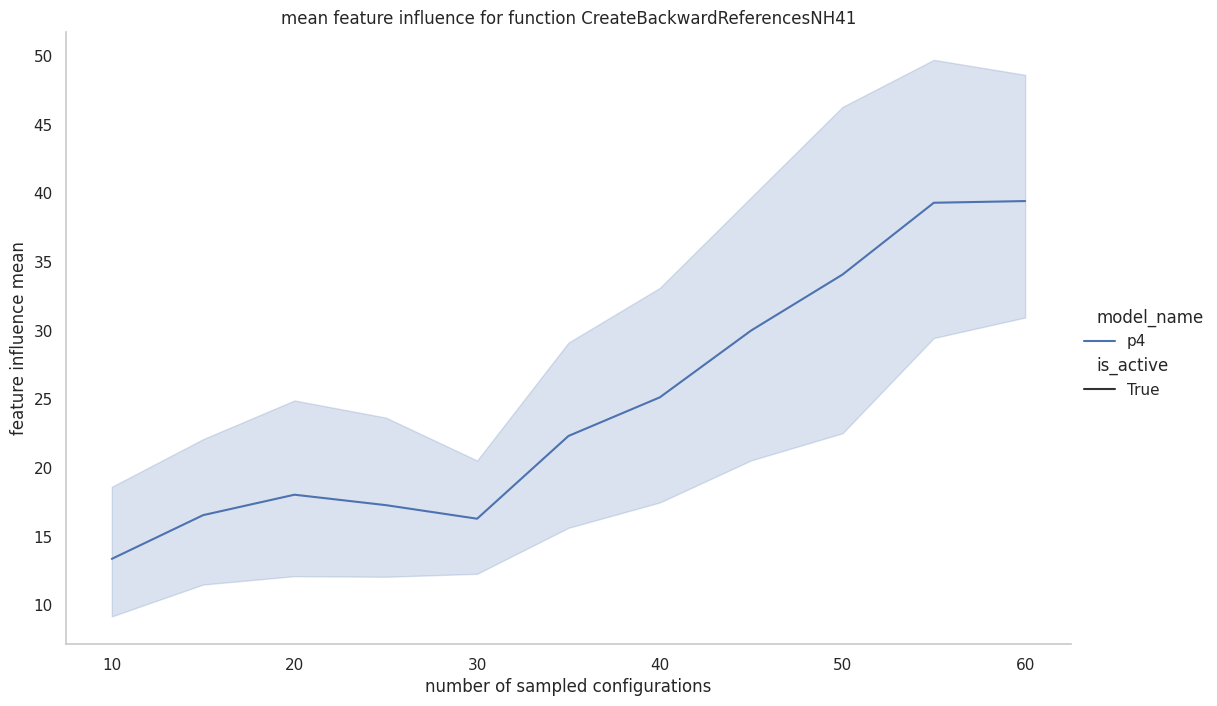 mean feature influence for function CreateBackwardReferencesNH41
50
45
40
35
30
25
20
15
10
feature influence mean
10 20 30 40 50 60
number of sampled configurations
model_name
p4
is_active
True